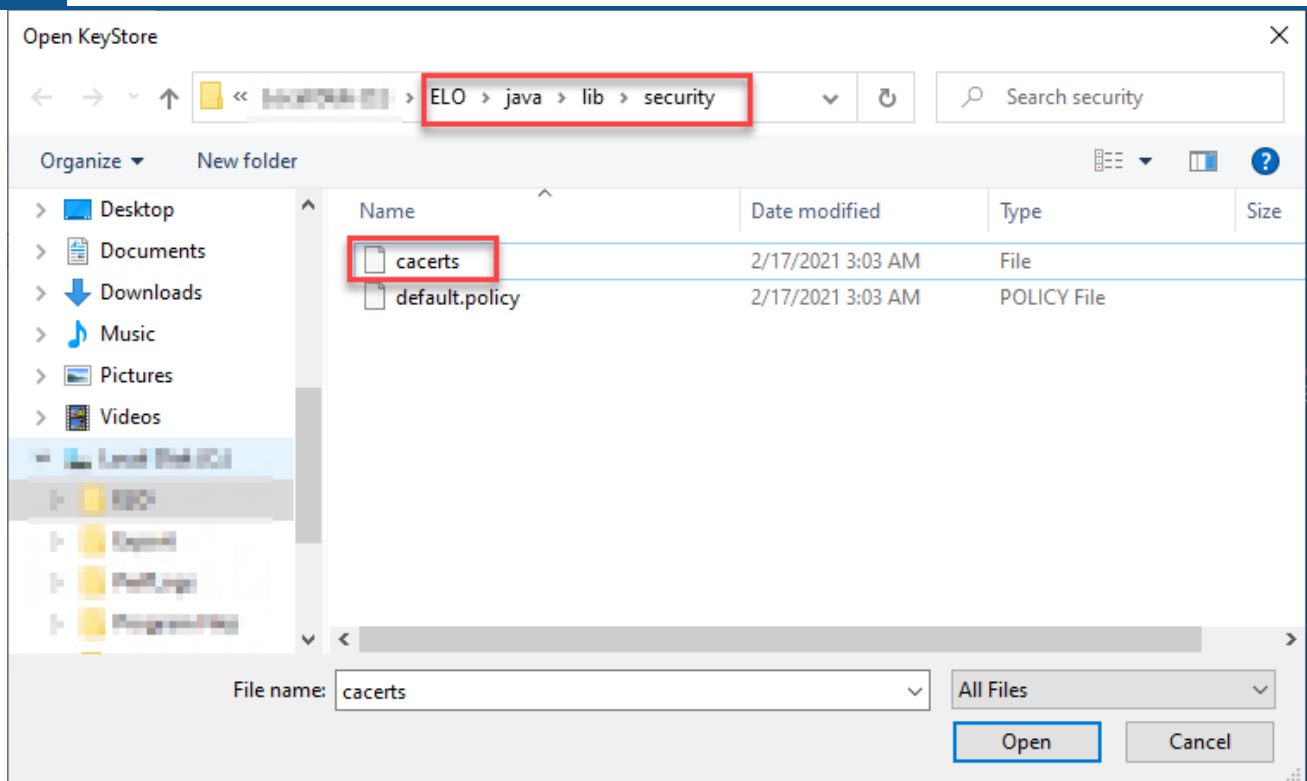 Open KeyStore
« ELO > java > lib > security
Search security
Organize New folder
Name Date modified Type Size
Desktop
Documents
Downloads
Music
Pictures
Videos
cacerts 2/17/2021 3:03 AM File
default.policy 2/17/2021 3:03 AM POLICY File
File name: cacerts All Files
Open Cancel